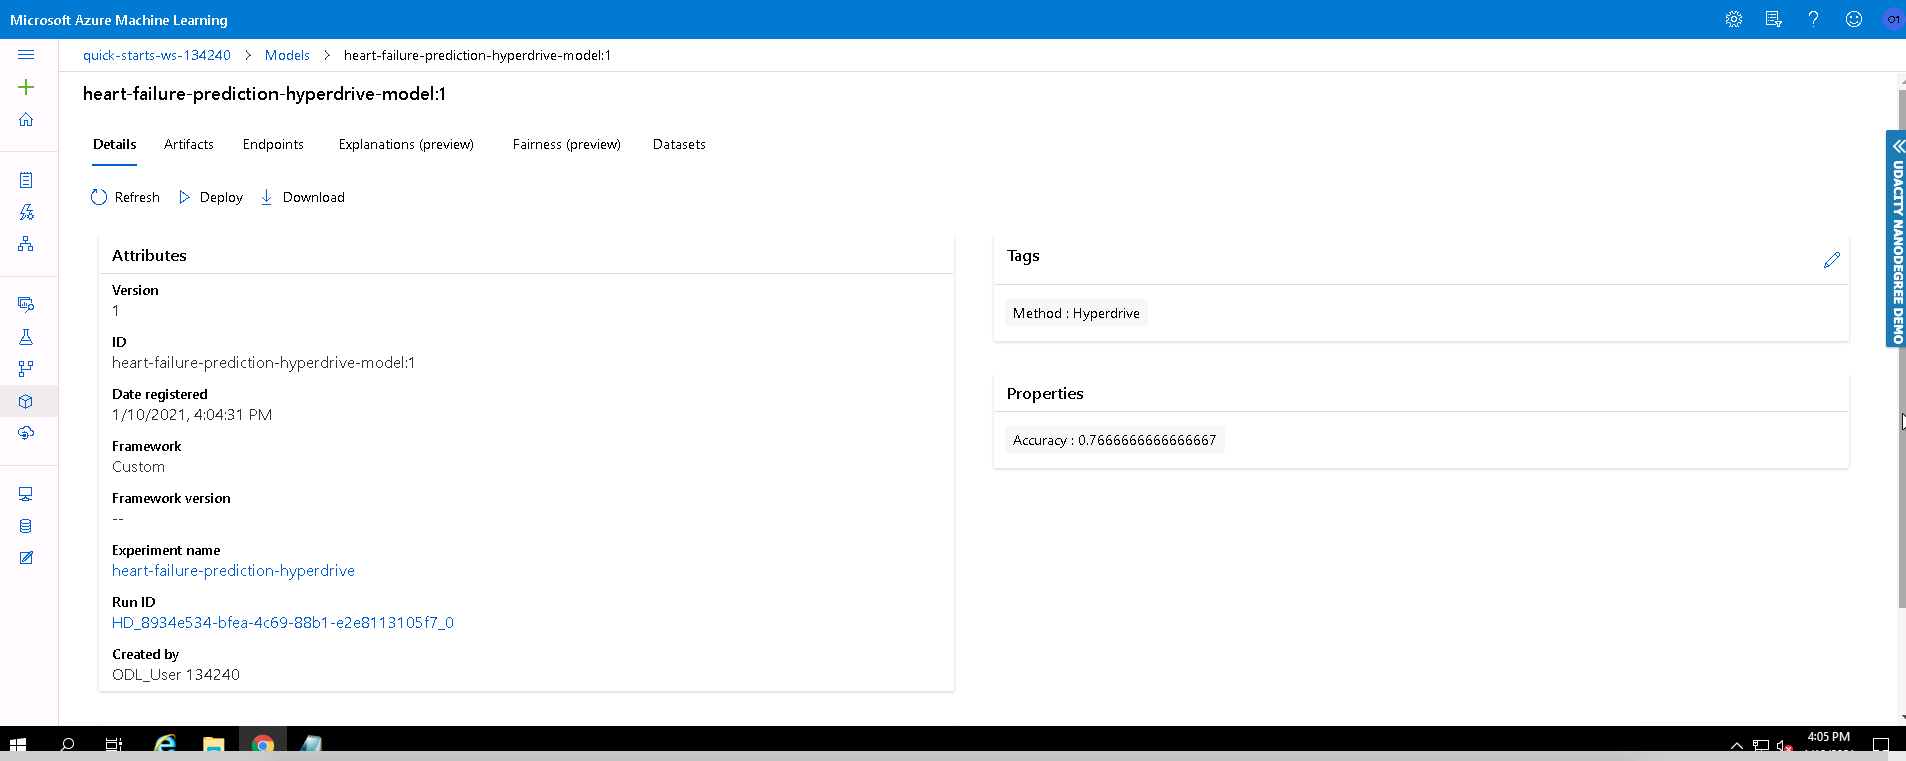 Microsoft Azure Machine Learning
01
quick-starts-ws-134240 > Models > heart-failure-prediction-hyperdrive-model:1
heart-failure-prediction-hyperdrive-model:1
Details Artifacts Endpoints Explanations (preview) Fairness (preview) Datasets
Refresh Deploy Download
Attributes
Version
1
ID
heart-failure-prediction-hyperdrive-model:1
Date registered
1/10/2021, 4:04:31 PM
Framework
Custom
Framework version
--
Experiment name
heart-failure-prediction-hyperdrive
Run ID
HD_8934e534-bfea-4c69-88b1-e2e8113105f7_0
Created by
ODL_User 134240
Tags
Method : Hyperdrive
Properties
Accuracy : 0.7666666666666667
UDACITY NANODEGREE DEMO
4:05 PM